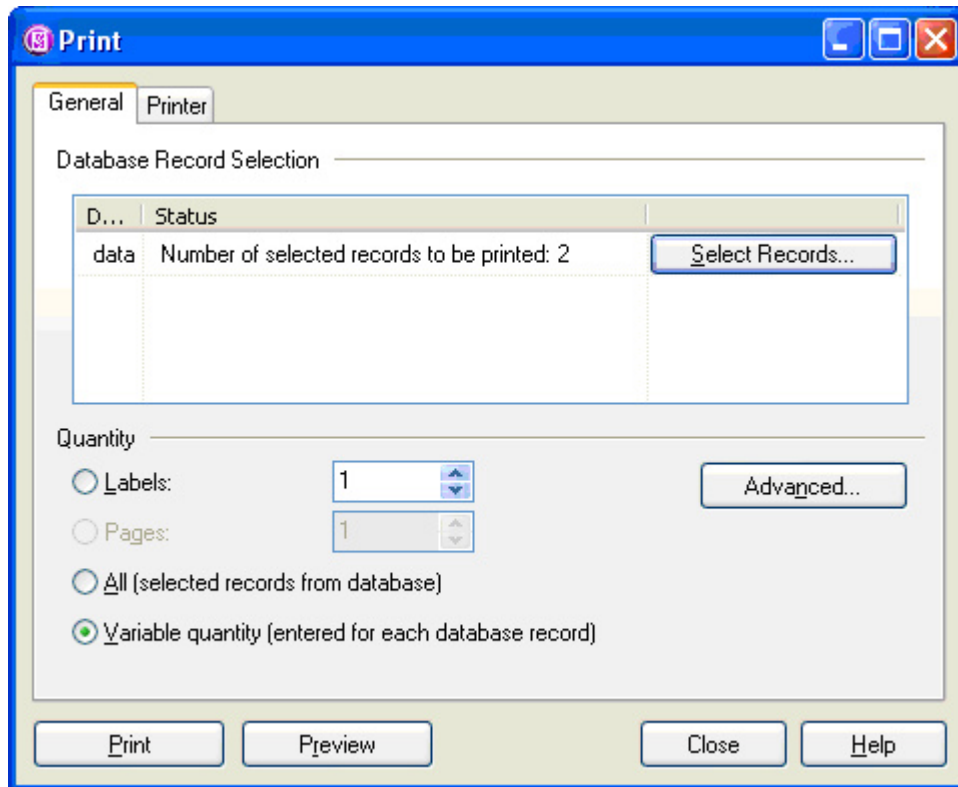 Print
General Printer
Database Record Selection
D... Status
data Number of selected records to be printed: 2 Select Records...
Quantity
Labels: 1 Advanced...
Pages: 1
All (selected records from database)
Variable quantity (entered for each database record)
Print Preview Close Help